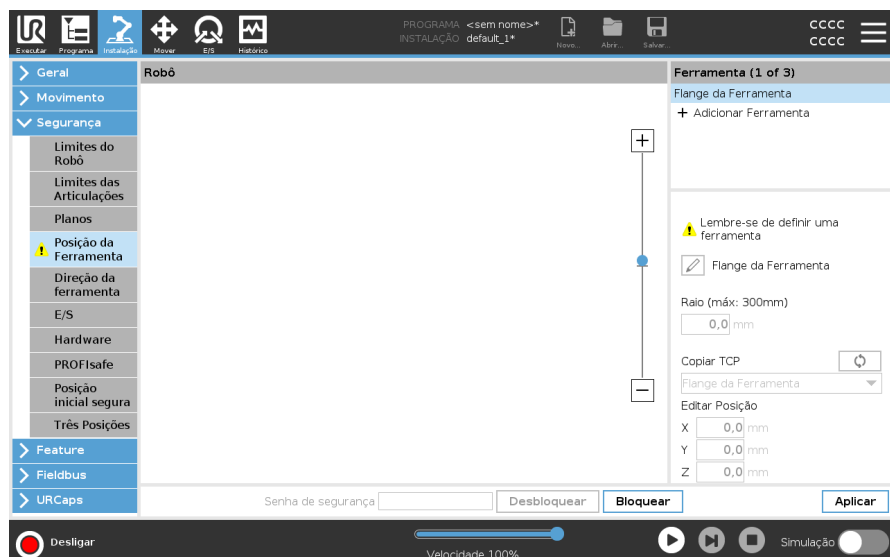 PROGRAMA <sem nome>*
INSTALAÇÃO default_1*
Executar
Programa
Instalação
Mover
E/S
Histórico
Novo...
Abrir...
Salvar...
cccc
cccc
Geral
Movimento
Segurança
Limites do
Robô
Limites das
Articulações
Planos
Posição da
Ferramenta
Direção da
ferramenta
E/S
Hardware
PROFIsafe
Posição
inicial segura
Três Posições
Feature
Fieldbus
URCaps
Robô
Ferramenta (1 of 3)
Flange da Ferramenta
+ Adicionar Ferramenta
Lembre-se de definir uma
ferramenta
Flange da Ferramenta
Raio (máx: 300mm)
0,0 mm
Copiar TCP
Flange da Ferramenta
Editar Posição
X 0,0 mm
Y 0,0 mm
Z 0,0 mm
Senha de segurança
Desbloquear
Bloquear
Aplicar
Desligar
Velocidade 100%
Simulação